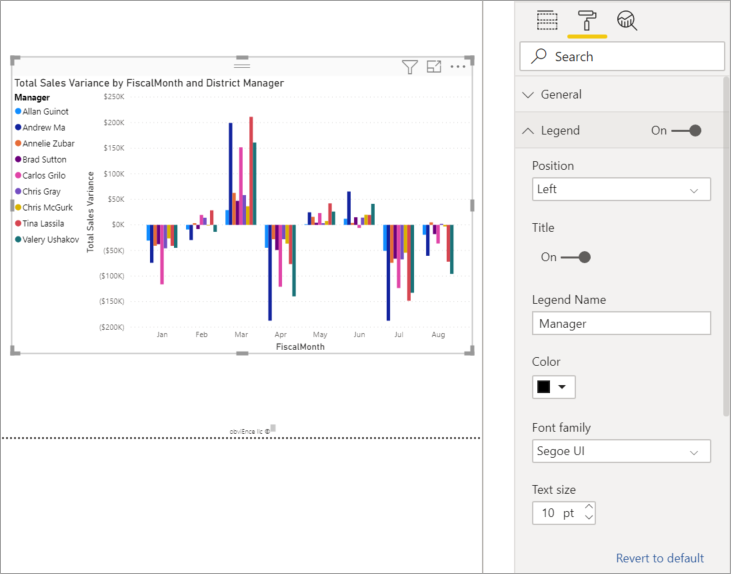 Total Sales Variance by FiscalMonth and District Manager
Manager
Allan Guinot
Andrew Ma
Annelie Zubar
Brad Sutton
Carlos Grilo
Chris Gray
Chris McGurk
Tina Lassila
Valery Ushakov
Total Sales Variance
$250K
$200K
$150K
$100K
$50K
$0K
($50K)
($100K)
($150K)
($200K)
Jan Feb Mar Apr May Jun Jul Aug
FiscalMonth
obviEnce llc ©
Search
General
Legend On
Position
Left
Title
On
Legend Name
Manager
Color
Font family
Segoe UI
Text size
10 pt
Revert to default